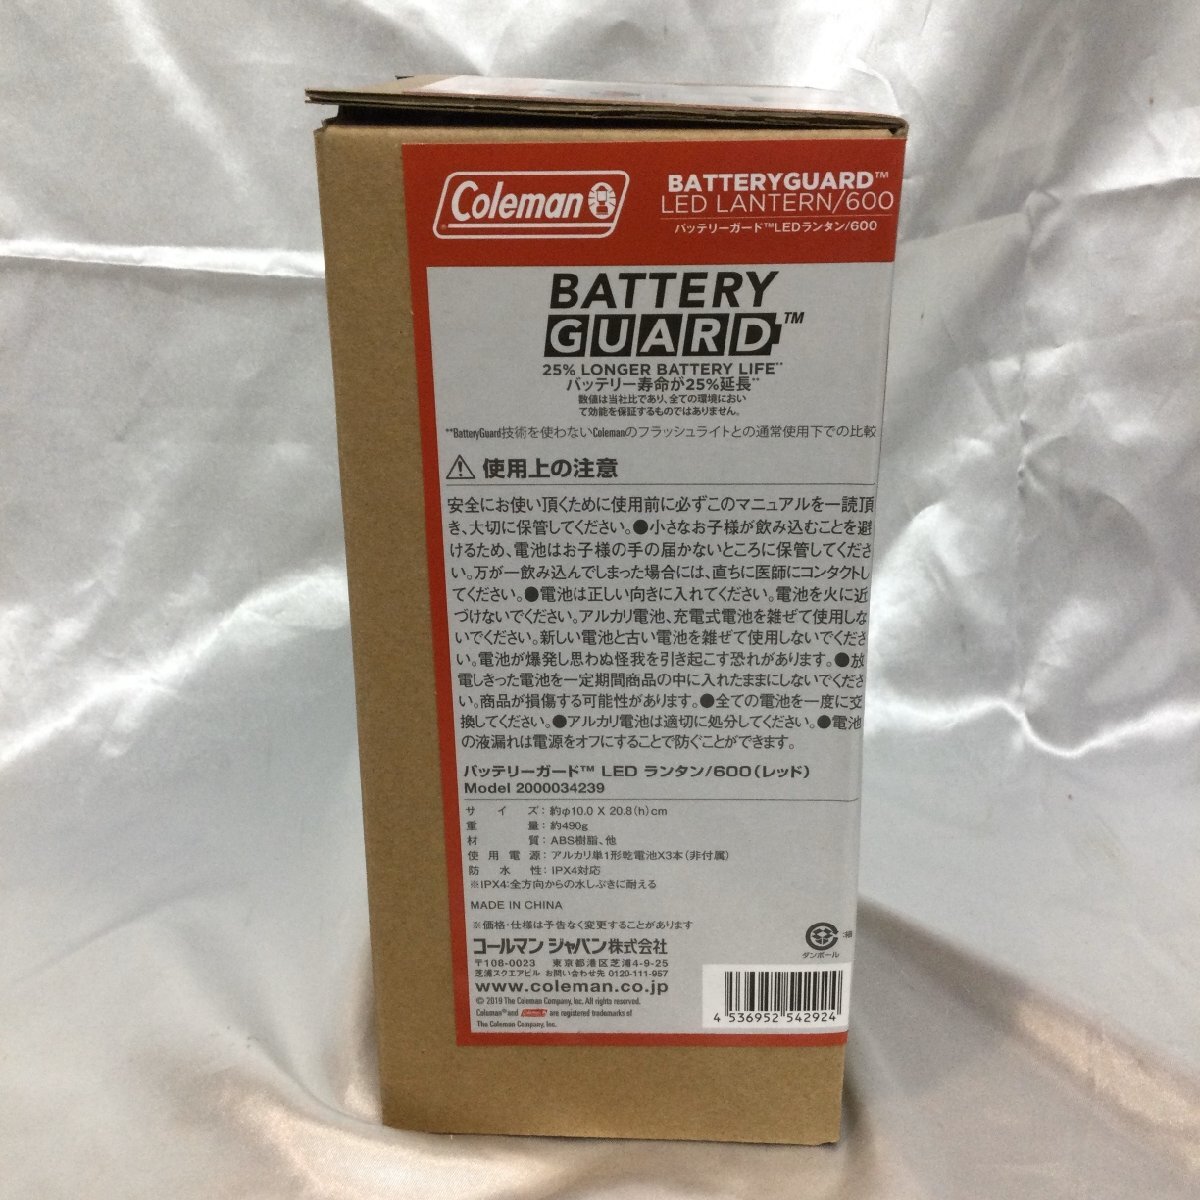 Coleman
BATTERYGUARD™
LED LANTERN/600
バッテリーガード™LEDランタン/600
BATTERY
GUARD™
25% LONGER BATTERY LIFE**
バッテリー寿命が25%延長**
数値は当社比であり、全ての環境におい
て効能を保証するものではありません。
**BatteryGuard技術を使わないColemanのフラッシュライトとの通常使用下での比較
使用上の注意
安全にお使い頂くために使用前に必ずこのマニュアルを一読頂
き、大切に保管してください。●小さなお子様が飲み込むことを避
けるため、電池はお子様の手の届かないところに保管してくださ
い。万が一飲み込んでしまった場合には、直ちに医師にコンタクトし
てください。●電池は正しい向きに入れてください。電池を火に近
づけないでください。アルカリ電池、充電式電池を雑ぜて使用しな
いでください。新しい電池と古い電池を雑ぜて使用しないでくださ
い。電池が爆発し思わぬ怪我を引き起こす恐れがあります。●放
電しきった電池を一定期間商品の中に入れたままにしないでくださ
い。商品が損傷する可能性があります。●全ての電池を一度に交
換してください。●アルカリ電池は適切に処分してください。●電池
の液漏れは電源をオフにすることで防ぐことができます。
バッテリーガード™ LED ランタン/600(レッド)
Model 2000034239
サイズ:約φ10.0 X 20.8(h)cm
重量:約490g
材質:ABS樹脂、他
使用電源:アルカリ単1形乾電池X3本(非付属)
防水性:IPX4対応
※IPX4:全方向からの水しぶきに耐える
MADE IN CHINA
※価格・仕様は予告なく変更することがあります
コールマン ジャパン株式会社
〒108-0023 東京都港区芝浦4-9-25
芝浦スクエアビル お問い合わせ先 0120-111-957
www.coleman.co.jp
© 2019 The Coleman Company, Inc. All rights reserved.
Coleman® and Coleman are registered trademarks of
The Coleman Company, Inc.
:箱
ダンボール
4 536952 542924